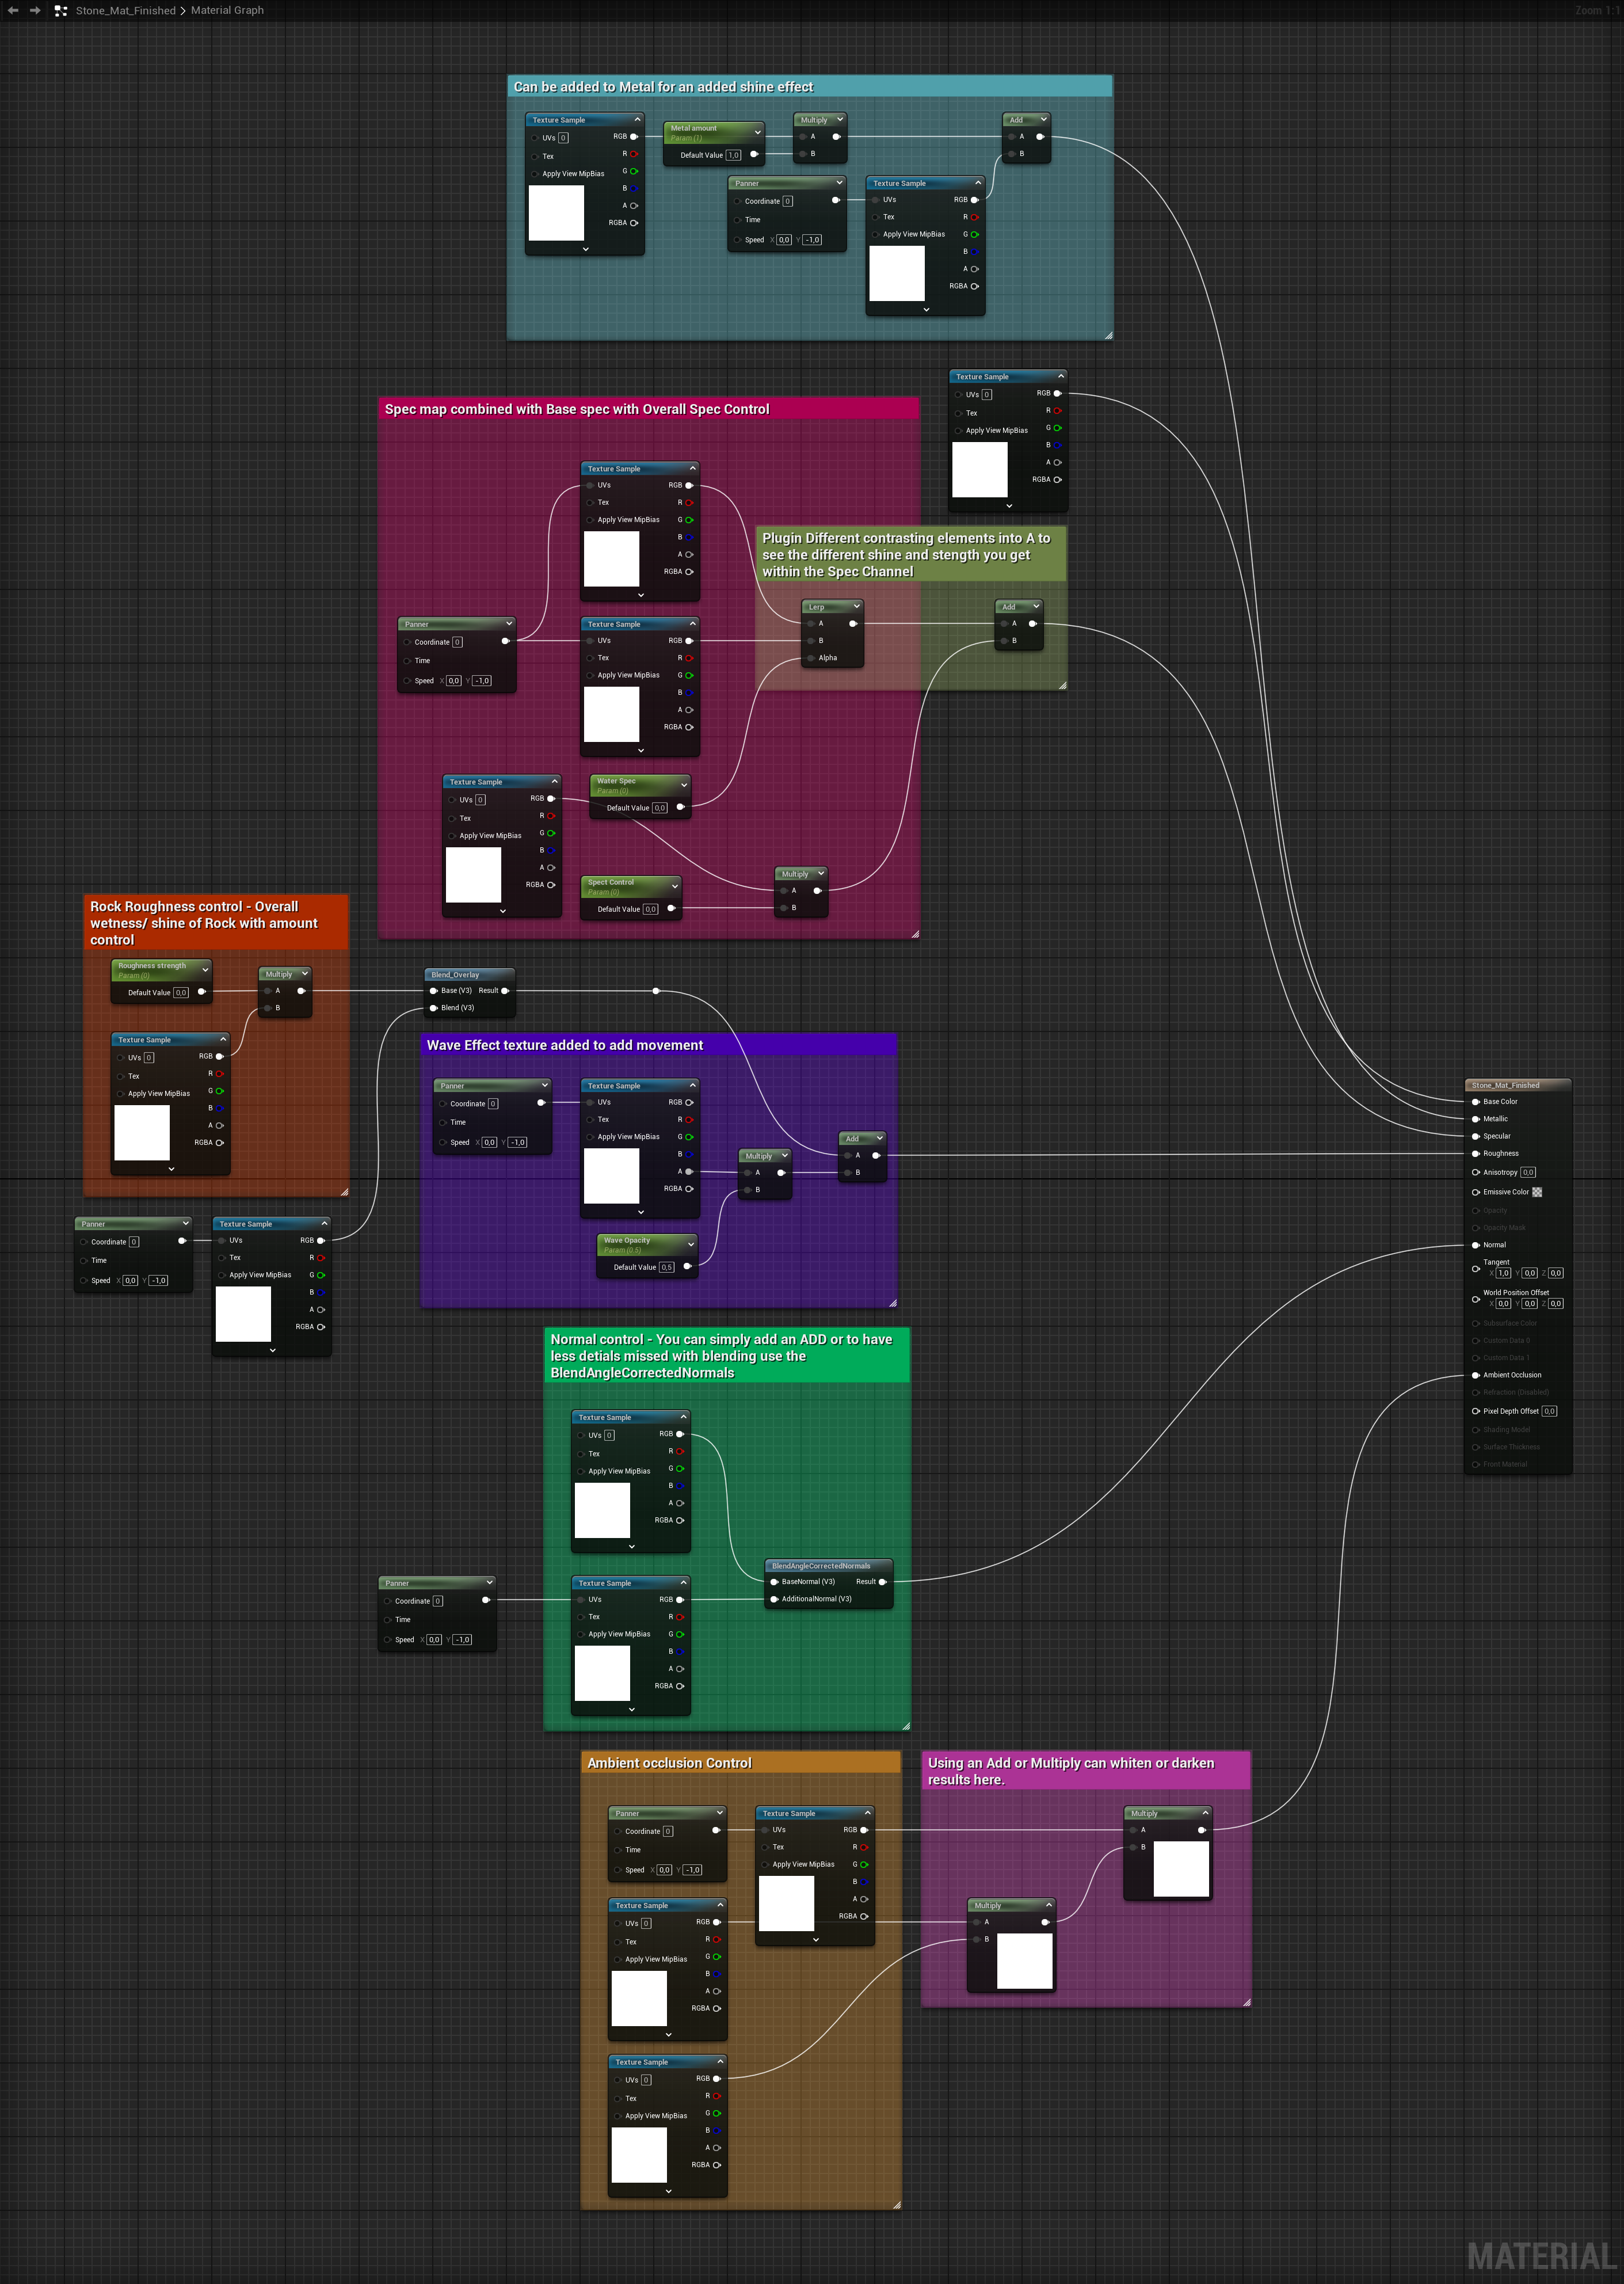 Stone_Mat_Finished > Material Graph
Zoom 1:1
Can be added to Metal for an added shine effect
Texture Sample
UVs 0
RGB
Tex
R
Apply View MipBias
G
B
A
RGBA
Metal amount
Param (1)
Default Value 1,0
Multiply
A
B
Add
A
B
Panner
Coordinate 0
Time
Speed X 0,0 Y -1,0
Texture Sample
UVs
RGB
Tex
R
Apply View MipBias
G
B
A
RGBA
Texture Sample
UVs 0
RGB
Tex
R
Apply View MipBias
G
B
A
RGBA
Spec map combined with Base spec with Overall Spec Control
Texture Sample
UVs
RGB
Tex
R
Apply View MipBias
G
B
A
RGBA
Plugin Different contrasting elements into A to
see the different shine and stength you get
within the Spec Channel
Lerp
A
B
Alpha
Add
A
B
Panner
Coordinate 0
Time
Speed X 0,0 Y -1,0
Texture Sample
UVs
RGB
Tex
R
Apply View MipBias
G
B
A
RGBA
Texture Sample
UVs 0
RGB
Tex
R
Apply View MipBias
G
B
A
RGBA
Water Spec
Param (0)
Default Value 0,0
Spect Control
Param (0)
Default Value 0,0
Multiply
A
B
Rock Roughness control - Overall
wetness/ shine of Rock with amount
control
Roughness strength
Param (0)
Default Value 0,0
Multiply
A
B
Texture Sample
UVs 0
RGB
Tex
R
Apply View MipBias
G
B
A
RGBA
Blend_Overlay
Base (V3)
Result
Blend (V3)
Panner
Coordinate 0
Time
Speed X 0,0 Y -1,0
Texture Sample
UVs
RGB
Tex
R
Apply View MipBias
G
B
A
RGBA
Wave Effect texture added to add movement
Panner
Coordinate 0
Time
Speed X 0,0 Y -1,0
Texture Sample
UVs
RGB
Tex
R
Apply View MipBias
G
B
A
RGBA
Multiply
A
B
Add
A
B
Wave Opacity
Param (0.5)
Default Value 0,5
Stone_Mat_Finished
Base Color
Metallic
Specular
Roughness
Anisotropy 0,0
Emissive Color
Opacity
Opacity Mask
Normal
Tangent
X 1,0 Y 0,0 Z 0,0
World Position Offset
X 0,0 Y 0,0 Z 0,0
Subsurface Color
Custom Data 0
Custom Data 1
Ambient Occlusion
Refraction (Disabled)
Pixel Depth Offset 0,0
Shading Model
Surface Thickness
Front Material
Normal control - You can simply add an ADD or to have
less detials missed with blending use the
BlendAngleCorrectedNormals
Texture Sample
UVs 0
RGB
Tex
R
Apply View MipBias
G
B
A
RGBA
BlendAngleCorrectedNormals
BaseNormal (V3)
Result
AdditionalNormal (V3)
Panner
Coordinate 0
Time
Speed X 0,0 Y -1,0
Texture Sample
UVs
RGB
Tex
R
Apply View MipBias
G
B
A
RGBA
Ambient occlusion Control
Panner
Coordinate 0
Time
Speed X 0,0 Y -1,0
Texture Sample
UVs
RGB
Tex
R
Apply View MipBias
G
B
A
RGBA
Texture Sample
UVs 0
RGB
Tex
R
Apply View MipBias
G
B
A
RGBA
Texture Sample
UVs 0
RGB
Tex
R
Apply View MipBias
G
B
A
RGBA
Using an Add or Multiply can whiten or darken
results here.
Multiply
A
B
Multiply
A
B
MATERIAL